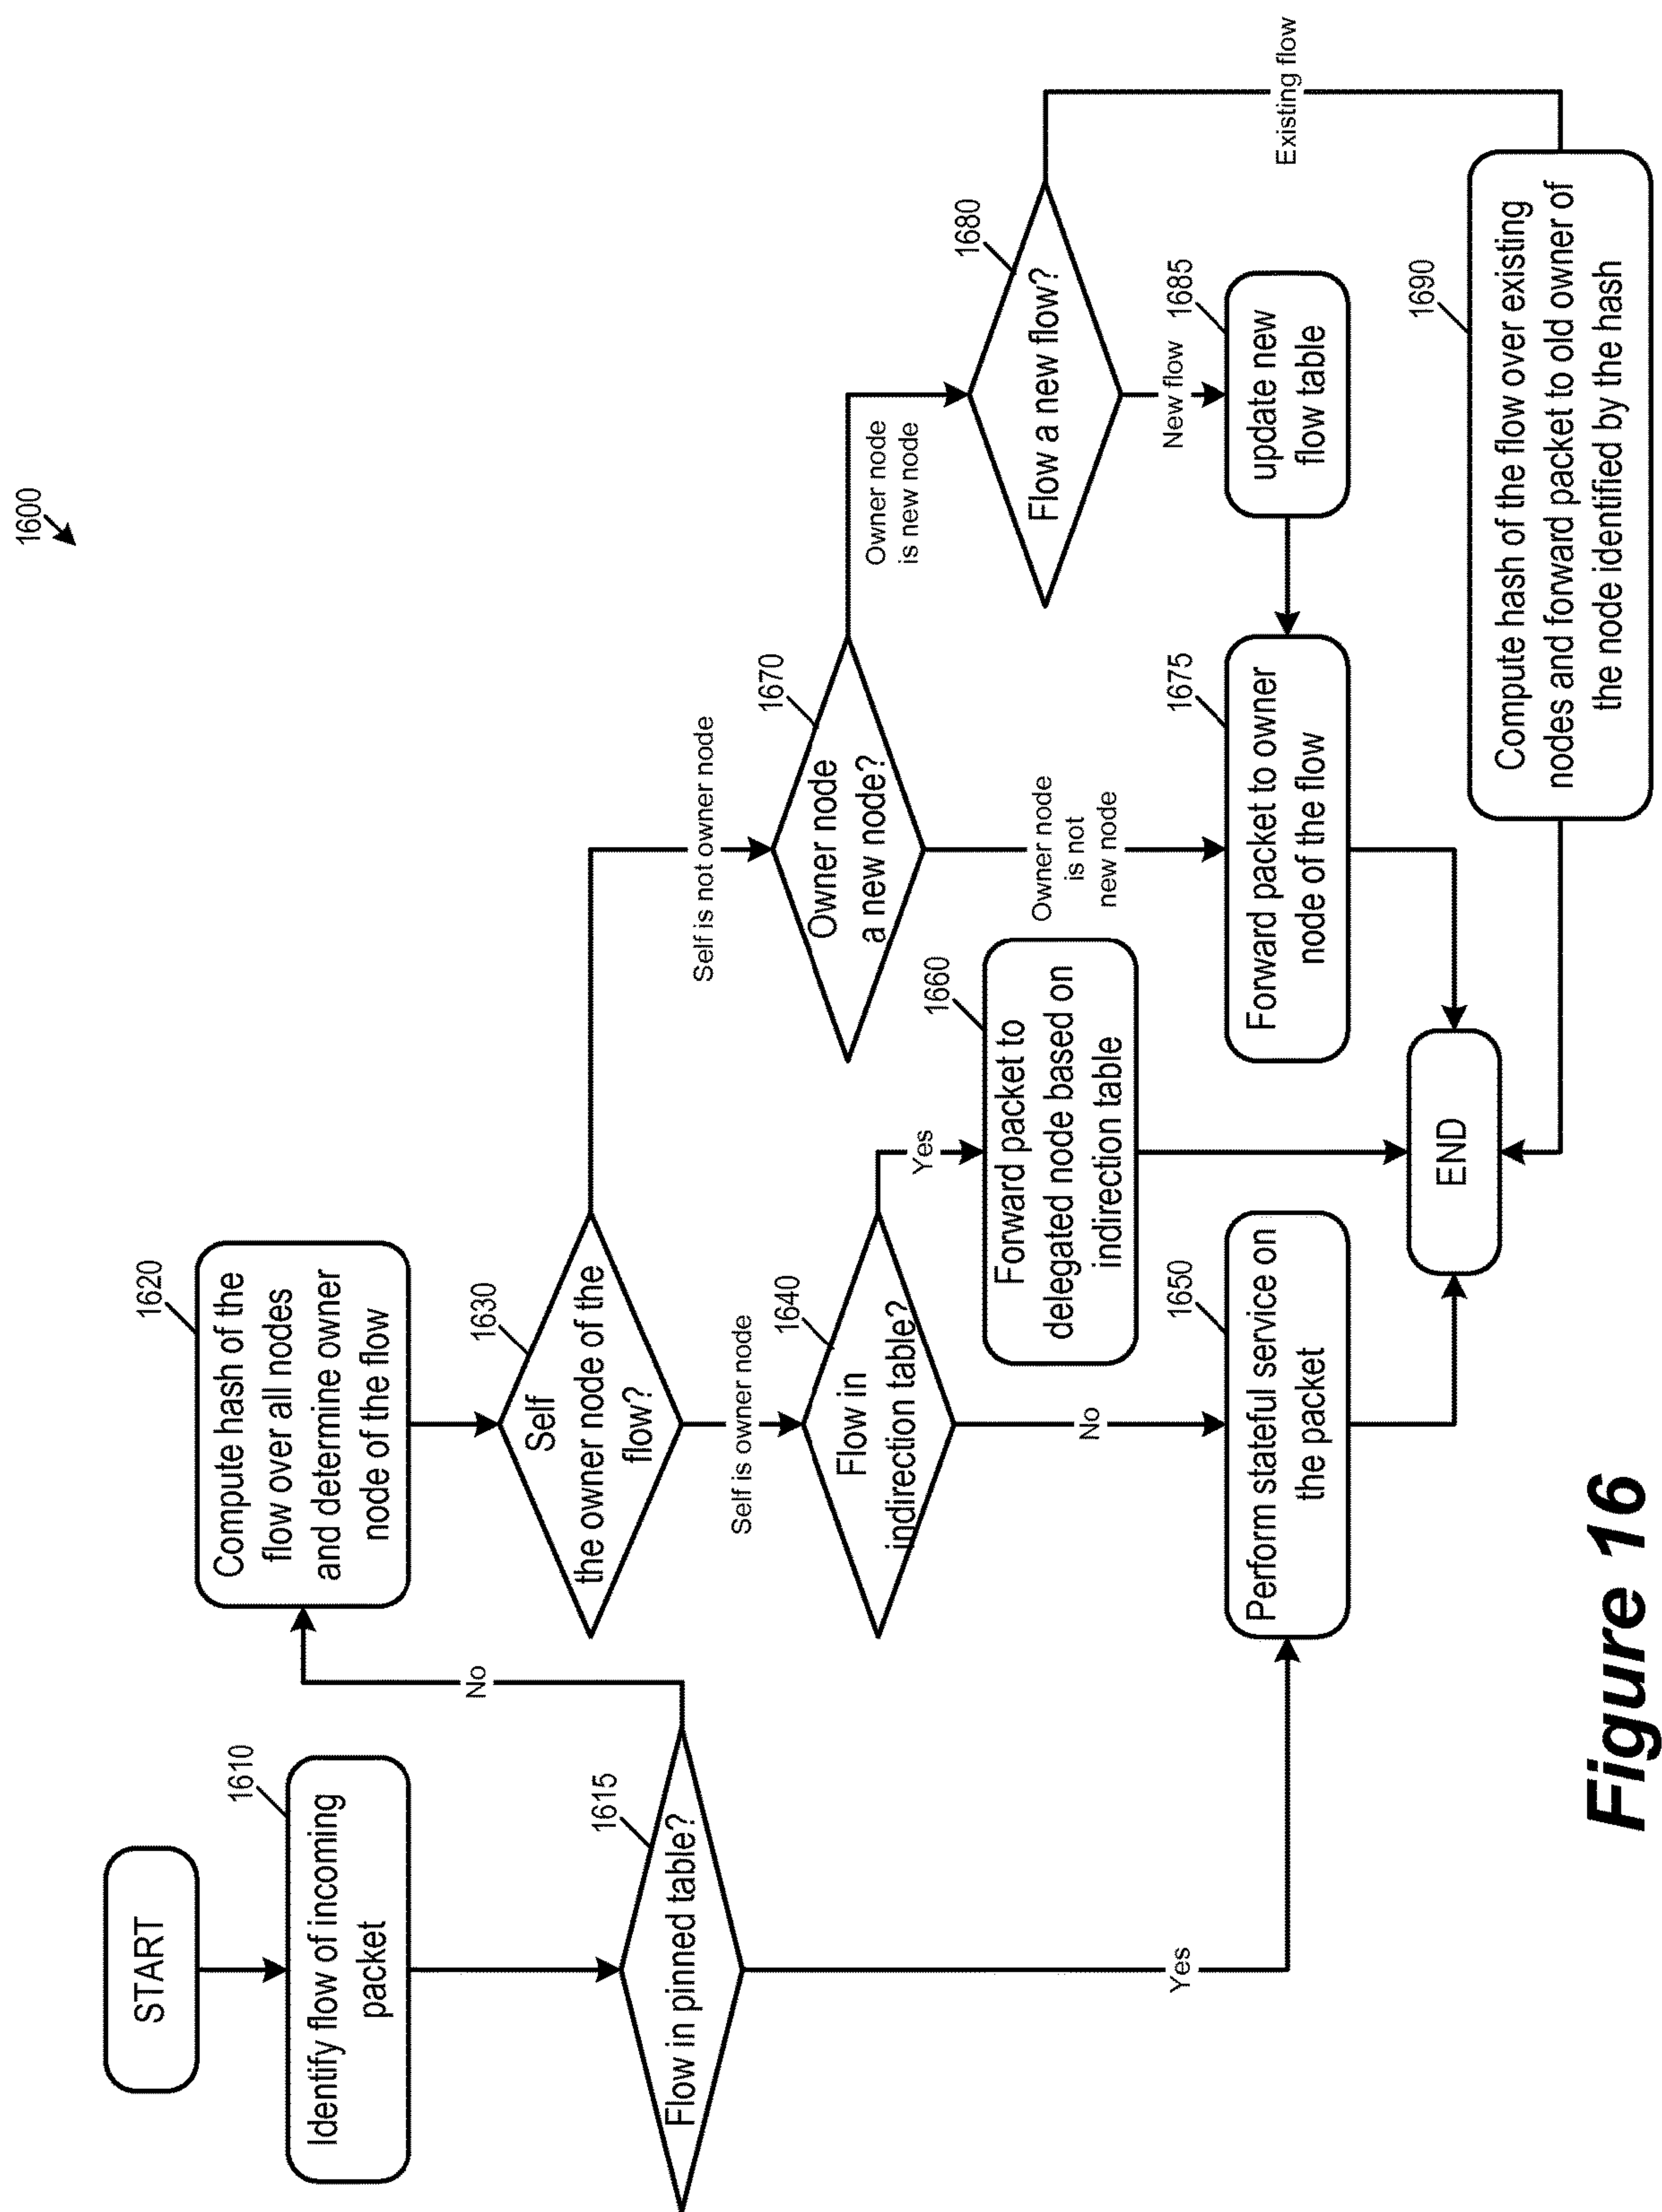 1600
START
1610
Identify flow of incoming
packet
1615
Flow in pinned table?
No
Yes
1620
Compute hash of the
flow over all nodes
and determine owner
node of the flow
1630
Self
the owner node of the
flow?
Self is owner node
Self is not owner node
1640
Flow in
indirection table?
No
Yes
1650
Perform stateful service on
the packet
1660
Forward packet to
delegated node based on
indirection table
1670
Owner node
a new node?
Owner node
is not
new node
Owner node
is new node
1675
Forward packet to owner
node of the flow
1680
Flow a new flow?
New flow
Existing flow
1685
update new
flow table
1690
Compute hash of the flow over existing
nodes and forward packet to old owner of
the node identified by the hash
END
Figure 16